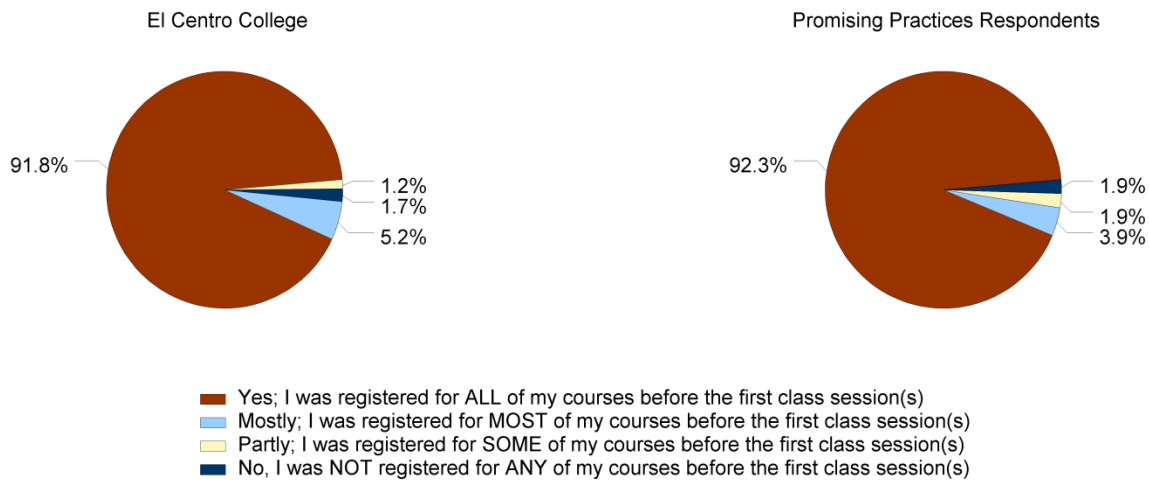 El Centro College
Promising Practices Respondents
91.8%
1.2%
1.7%
5.2%
92.3%
1.9%
1.9%
3.9%
Yes; I was registered for ALL of my courses before the first class session(s)
Mostly; I was registered for MOST of my courses before the first class session(s)
Partly; I was registered for SOME of my courses before the first class session(s)
No, I was NOT registered for ANY of my courses before the first class session(s)